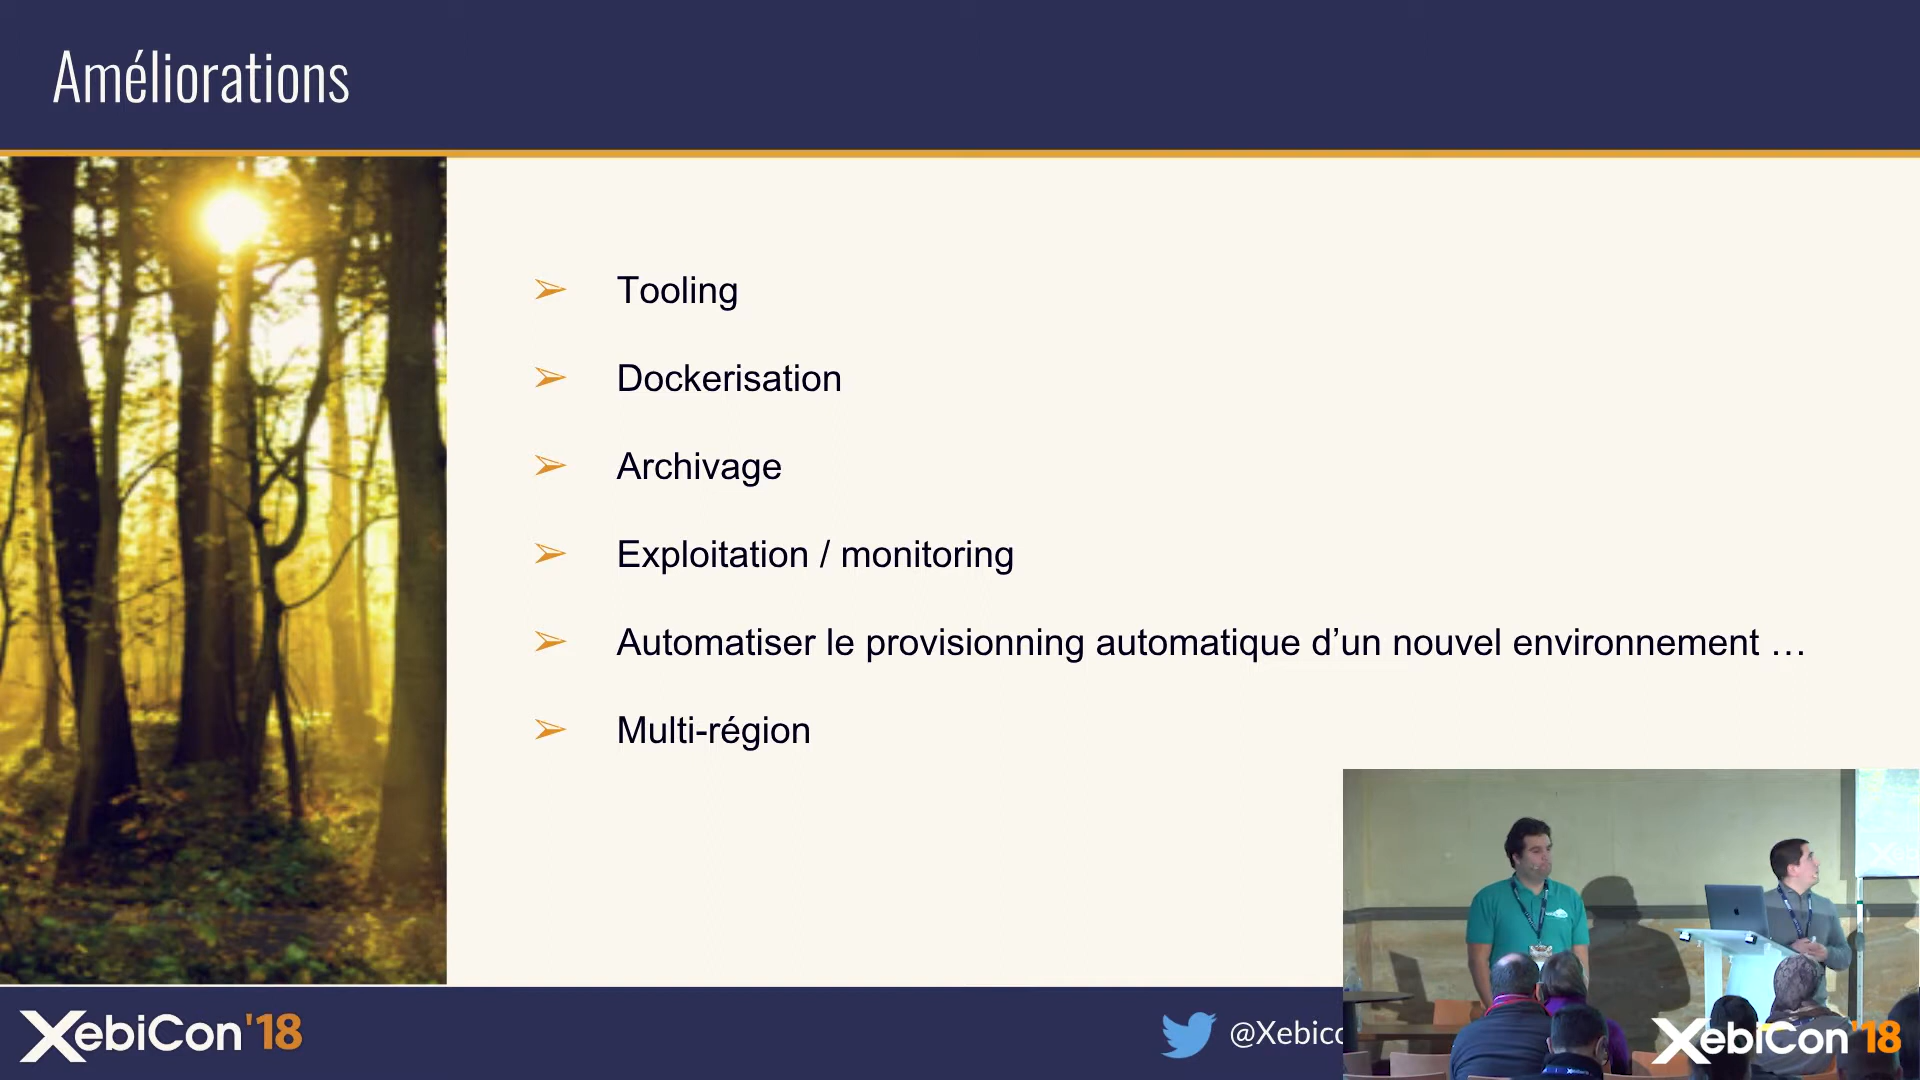 Améliorations
➢ Tooling
➢ Dockerisation
➢ Archivage
➢ Exploitation / monitoring
➢ Automatiser le provisionning automatique d’un nouvel environnement …
➢ Multi-région
XebiCon'18
@Xebico
XebiCon'18